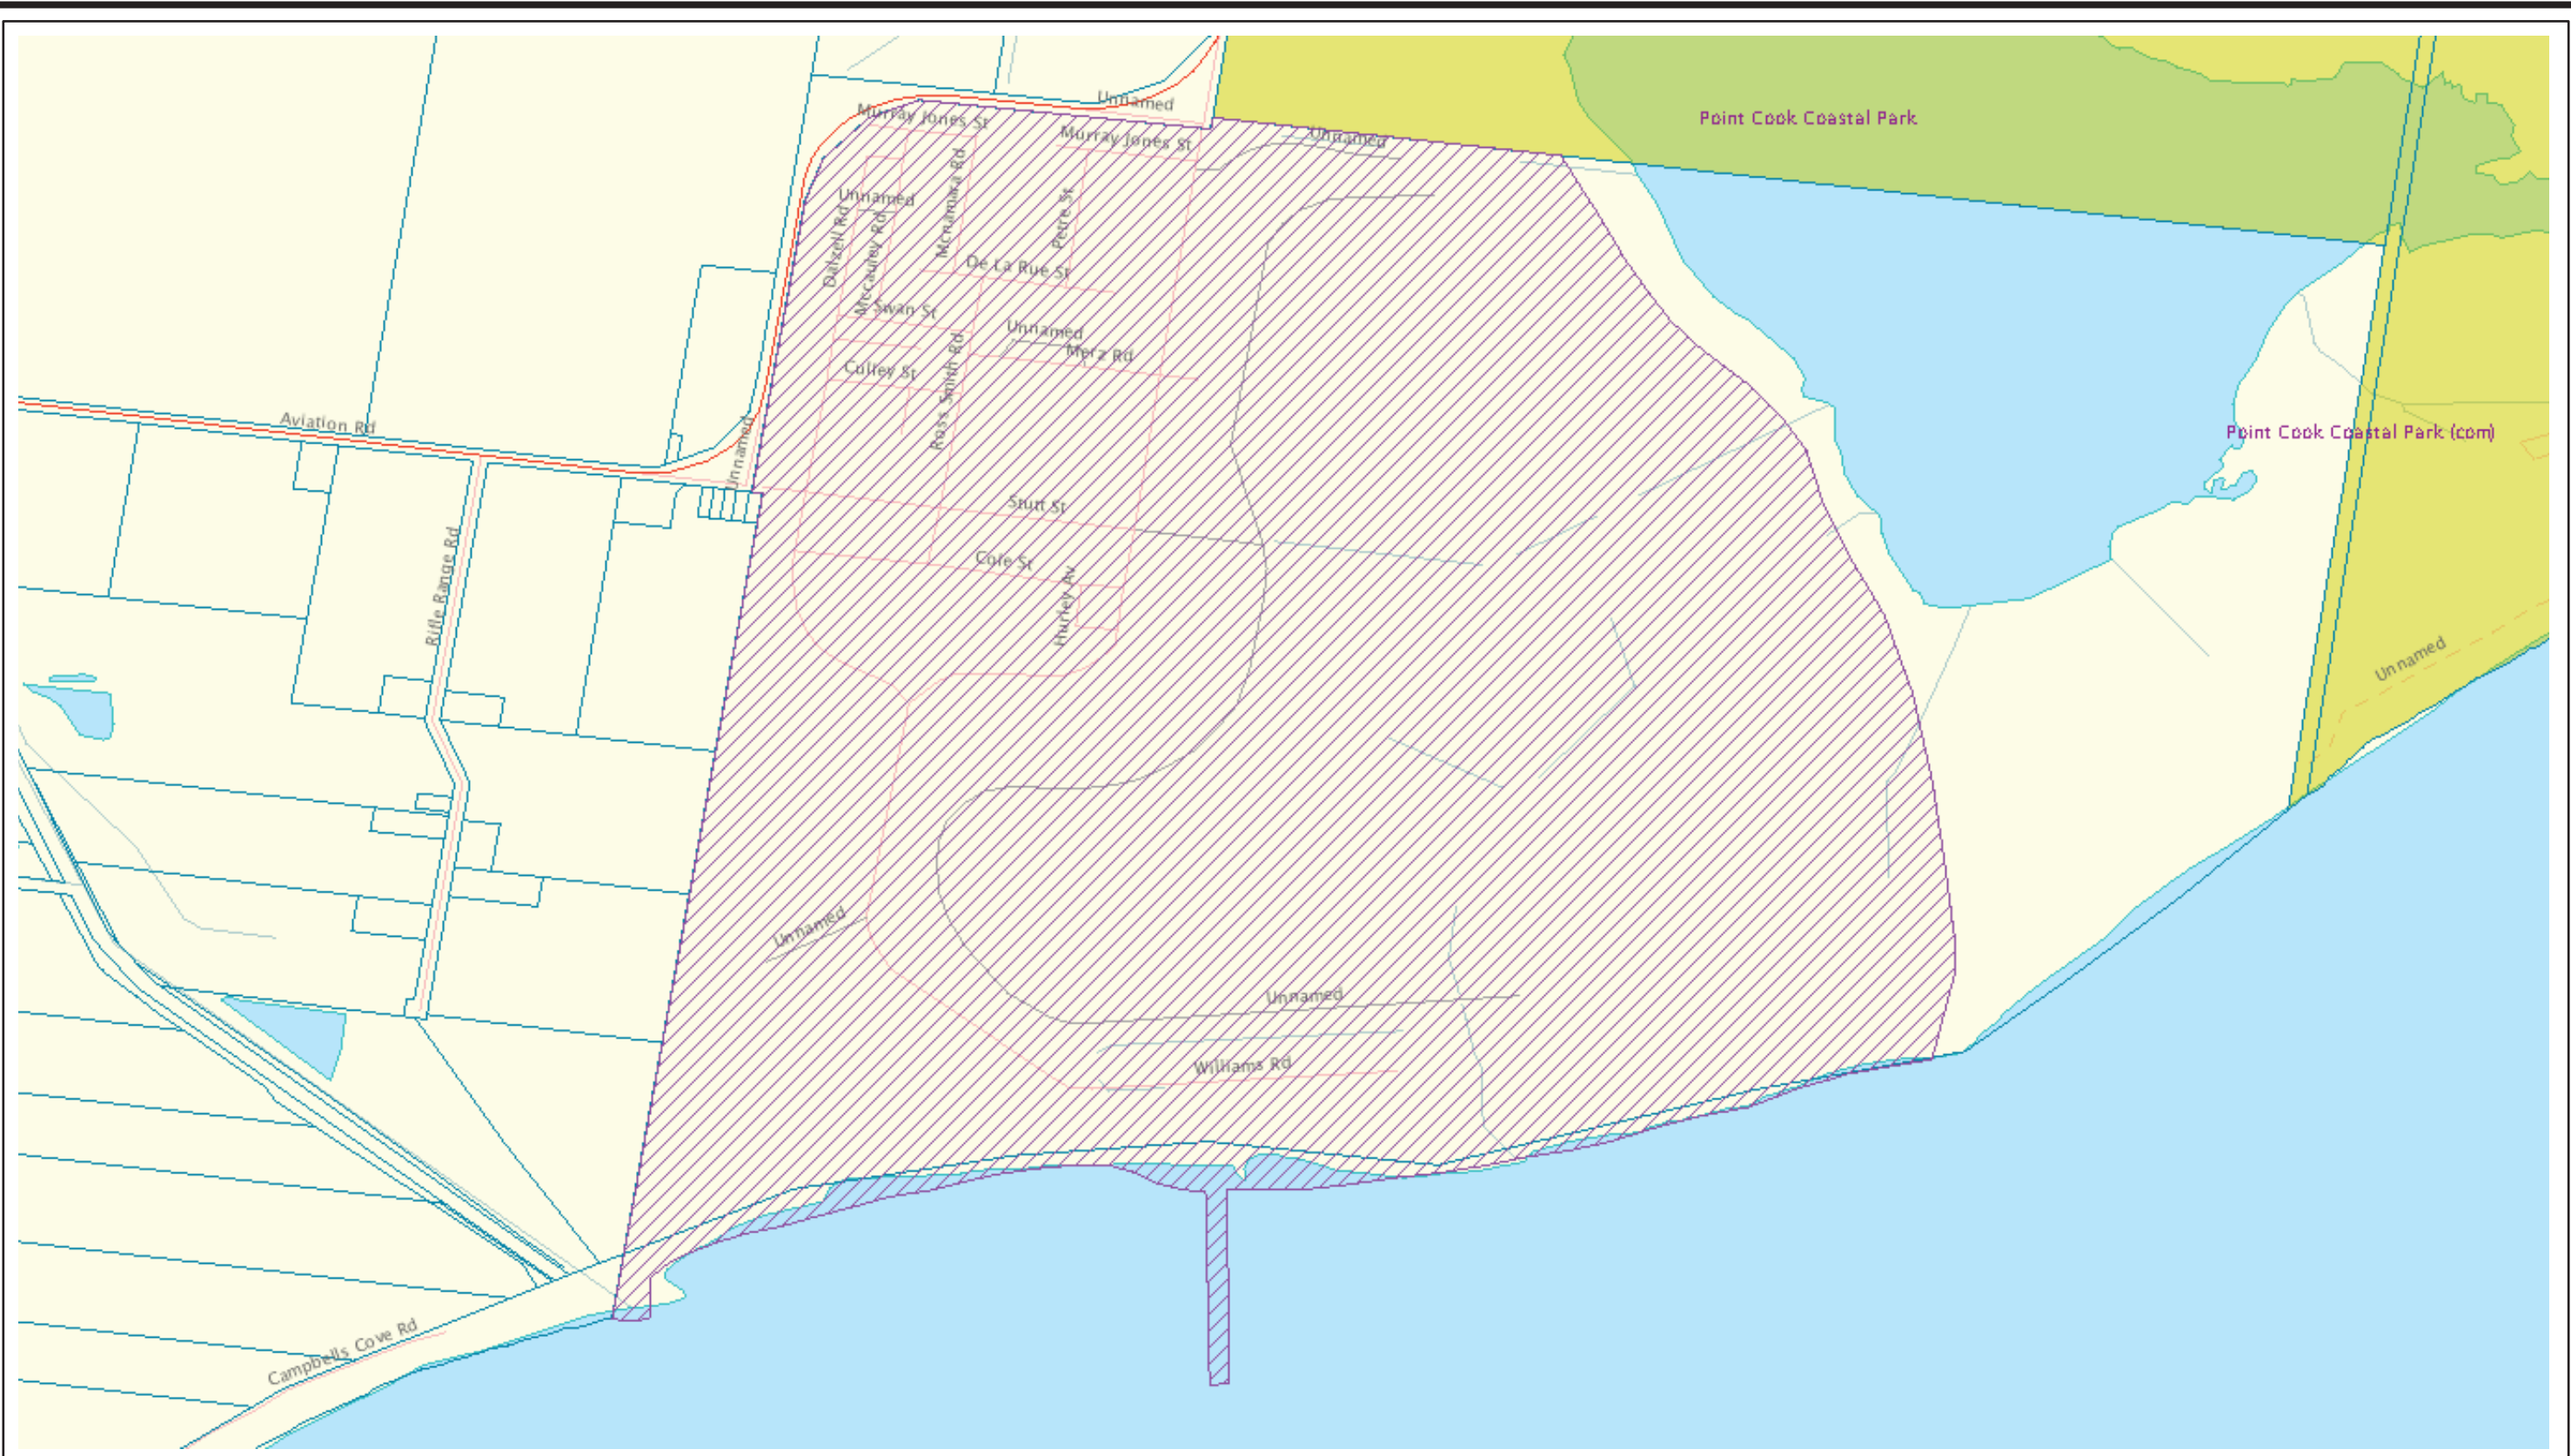 Unnamed
Murray Jones St
Point Cook Coastal Park
Murray Jones St
Unnamed
Unnamed
Dalzell Rd
Mccauley Rd
Mcnamara Rd
Petre St
De La Rue St
Swan St
Unnamed
Merz Rd
Culley St
Ross Smith Rd
Aviation Rd
Unnamed
Point Cook Coastal Park (com)
Stutt St
Cole St
Hurley Av
Rifle Range Rd
Unnamed
Unnamed
Unnamed
Williams Rd
Campbells Cove Rd